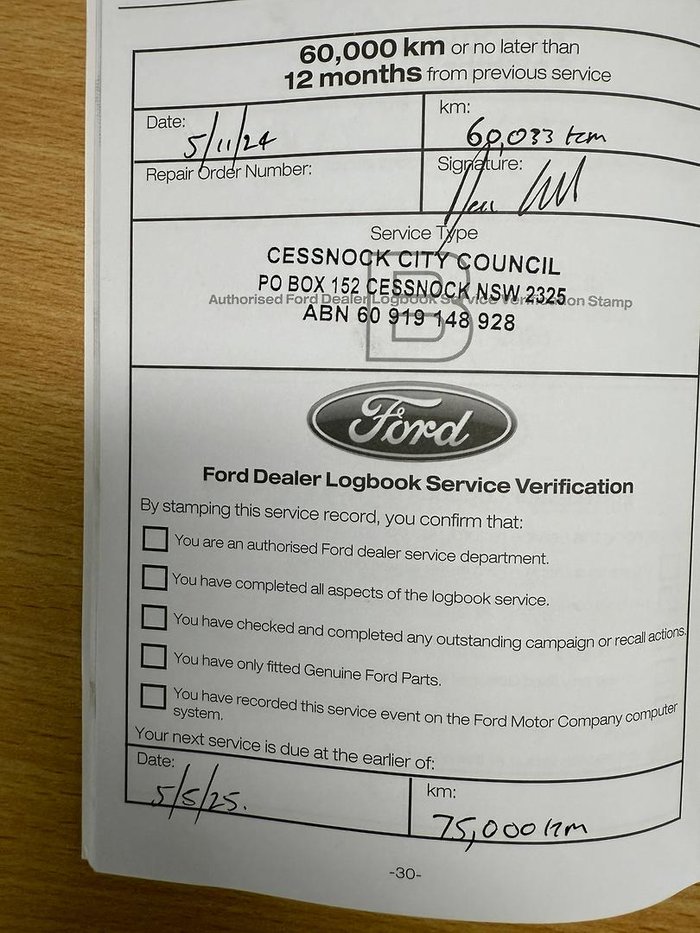 60,000 km or no later than
12 months from previous service
Date:
5/11/24
km:
60,033 km
Repair Order Number:
Signature:
Service Type
B
CESSNOCK CITY COUNCIL
PO BOX 152 CESSNOCK NSW 2325
Authorised Ford Dealer Logbook Service Verification Stamp
ABN 60 919 148 928
Ford
Ford Dealer Logbook Service Verification
By stamping this service record, you confirm that:
You are an authorised Ford dealer service department.
You have completed all aspects of the logbook service.
You have checked and completed any outstanding campaign or recall actions.
You have only fitted Genuine Ford Parts.
You have recorded this service event on the Ford Motor Company computer
system.
Your next service is due at the earlier of:
Date:
5/5/25.
km:
75,000 km
-30-